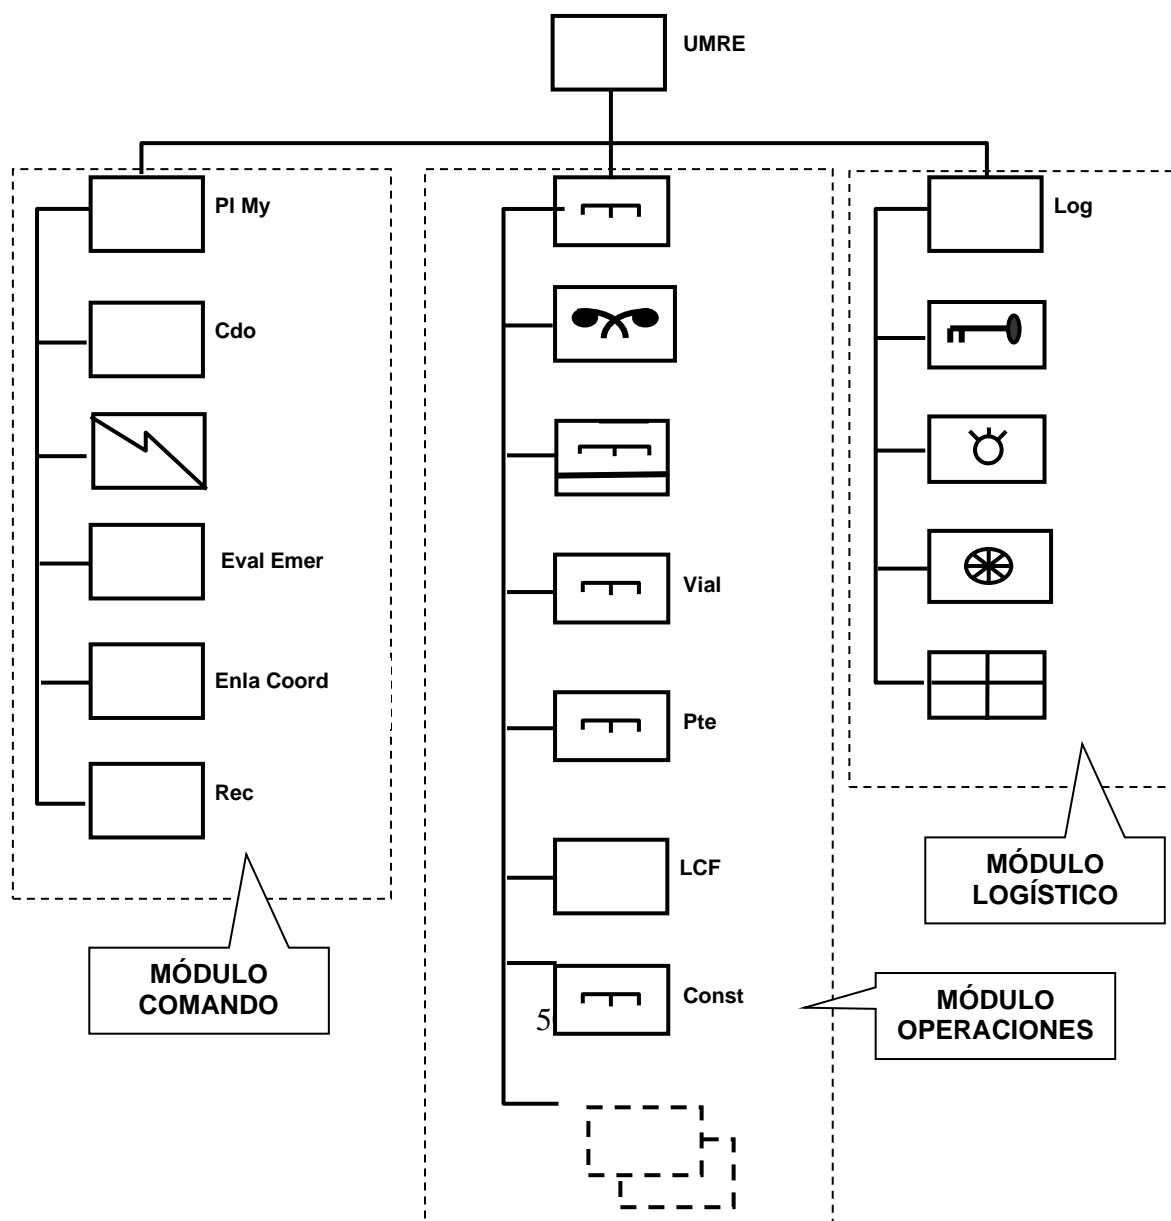 UMRE
Pl My
Cdo
Eval Emer
Enla Coord
Rec
MÓDULO
COMANDO
Vial
Pte
LCF
Const
5
MÓDULO
OPERACIONES
Log
MÓDULO
LOGÍSTICO